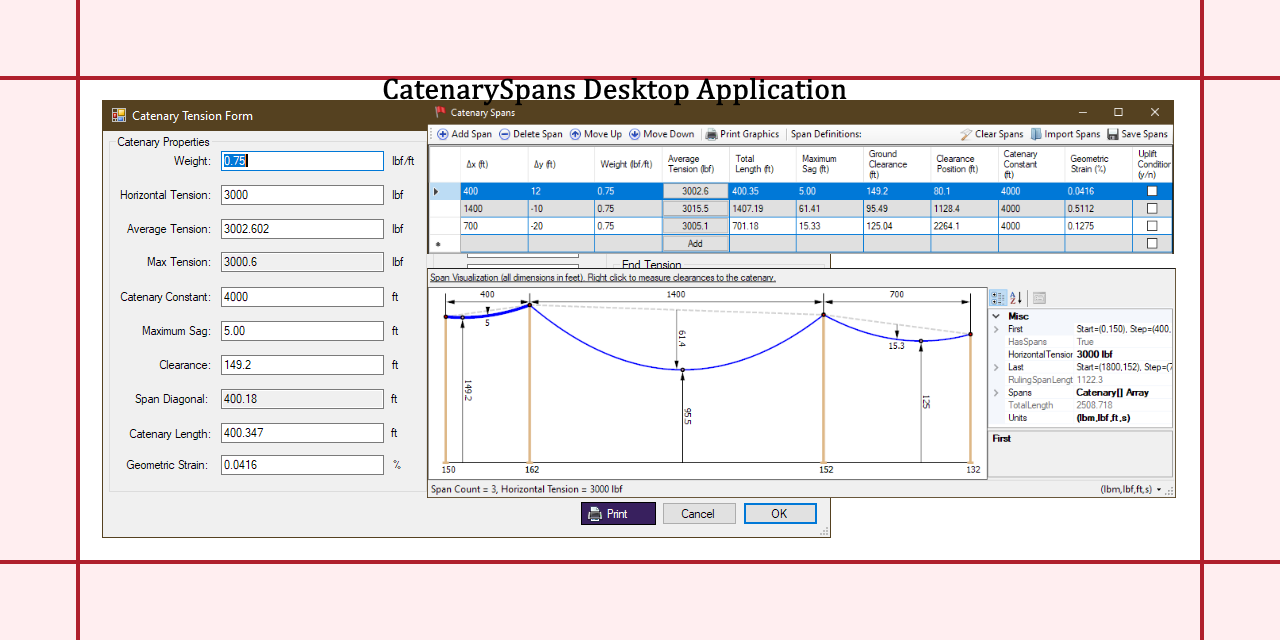 CatenarySpans Desktop Application
Catenary Tension Form
Catenary Properties
Weight: 0.75 lbf/ft
Horizontal Tension: 3000 lbf
Average Tension: 3002.602 lbf
Max Tension: 3000.6 lbf
Catenary Constant: 4000 ft
Maximum Sag: 5.00 ft
Clearance: 149.2 ft
Span Diagonal: 400.18 ft
Catenary Length: 400.347 ft
Geometric Strain: 0.0416 %
Catenary Spans
Add Span Delete Span Move Up Move Down Print Graphics Span Definitions: Clear Spans Import Spans Save Spans
Δx (ft) Δy (ft) Weight (lbf/ft) Average Tension (lbf) Total Length (ft) Maximum Sag (ft) Ground Clearance (ft) Clearance Position (ft) Catenary Constant (ft) Geometric Strain (%) Uplift Condition (y/n)
400 12 0.75 3002.6 400.35 5.00 149.2 80.1 4000 0.0416
1400 -10 0.75 3015.5 1407.19 61.41 95.49 1128.4 4000 0.5112
700 -20 0.75 3005.1 701.18 15.33 125.04 2264.1 4000 0.1275
* Add
End Tension
Span Visualization (all dimensions in feet). Right click to measure clearances to the catenary.
400 1400 700
5 61.4 15.3
149.2 95.5 125
150 162 152 132
Misc
First Start=(0,150), Step=(400,
HasSpans True
HorizontalTension 3000 lbf
Last Start=(1800,152), Step=(7
RulingSpanLengt 1122.3
Spans Catenary[] Array
TotalLength 2508.718
Units (lbm,lbf,ft,s)
First
Span Count = 3, Horizontal Tension = 3000 lbf (lbm,lbf,ft,s)
Print Cancel OK